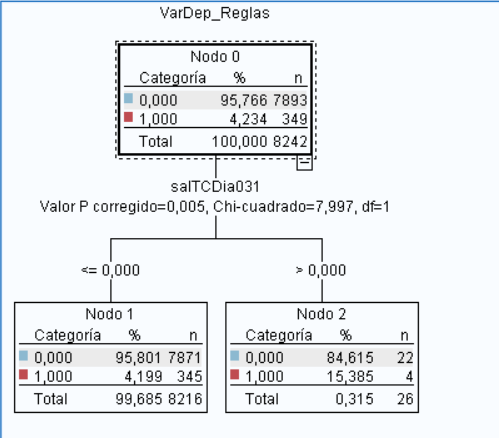 VarDep_Reglas
Nodo 0
Categoría % n
0,000 95,766 7893
1,000 4,234 349
Total 100,000 8242
salTCDia031
Valor P corregido=0,005, Chi-cuadrado=7,997, df=1
<= 0,000 > 0,000
Nodo 1 Nodo 2
Categoría % n Categoría % n
0,000 95,801 7871 0,000 84,615 22
1,000 4,199 345 1,000 15,385 4
Total 99,685 8216 Total 0,315 26